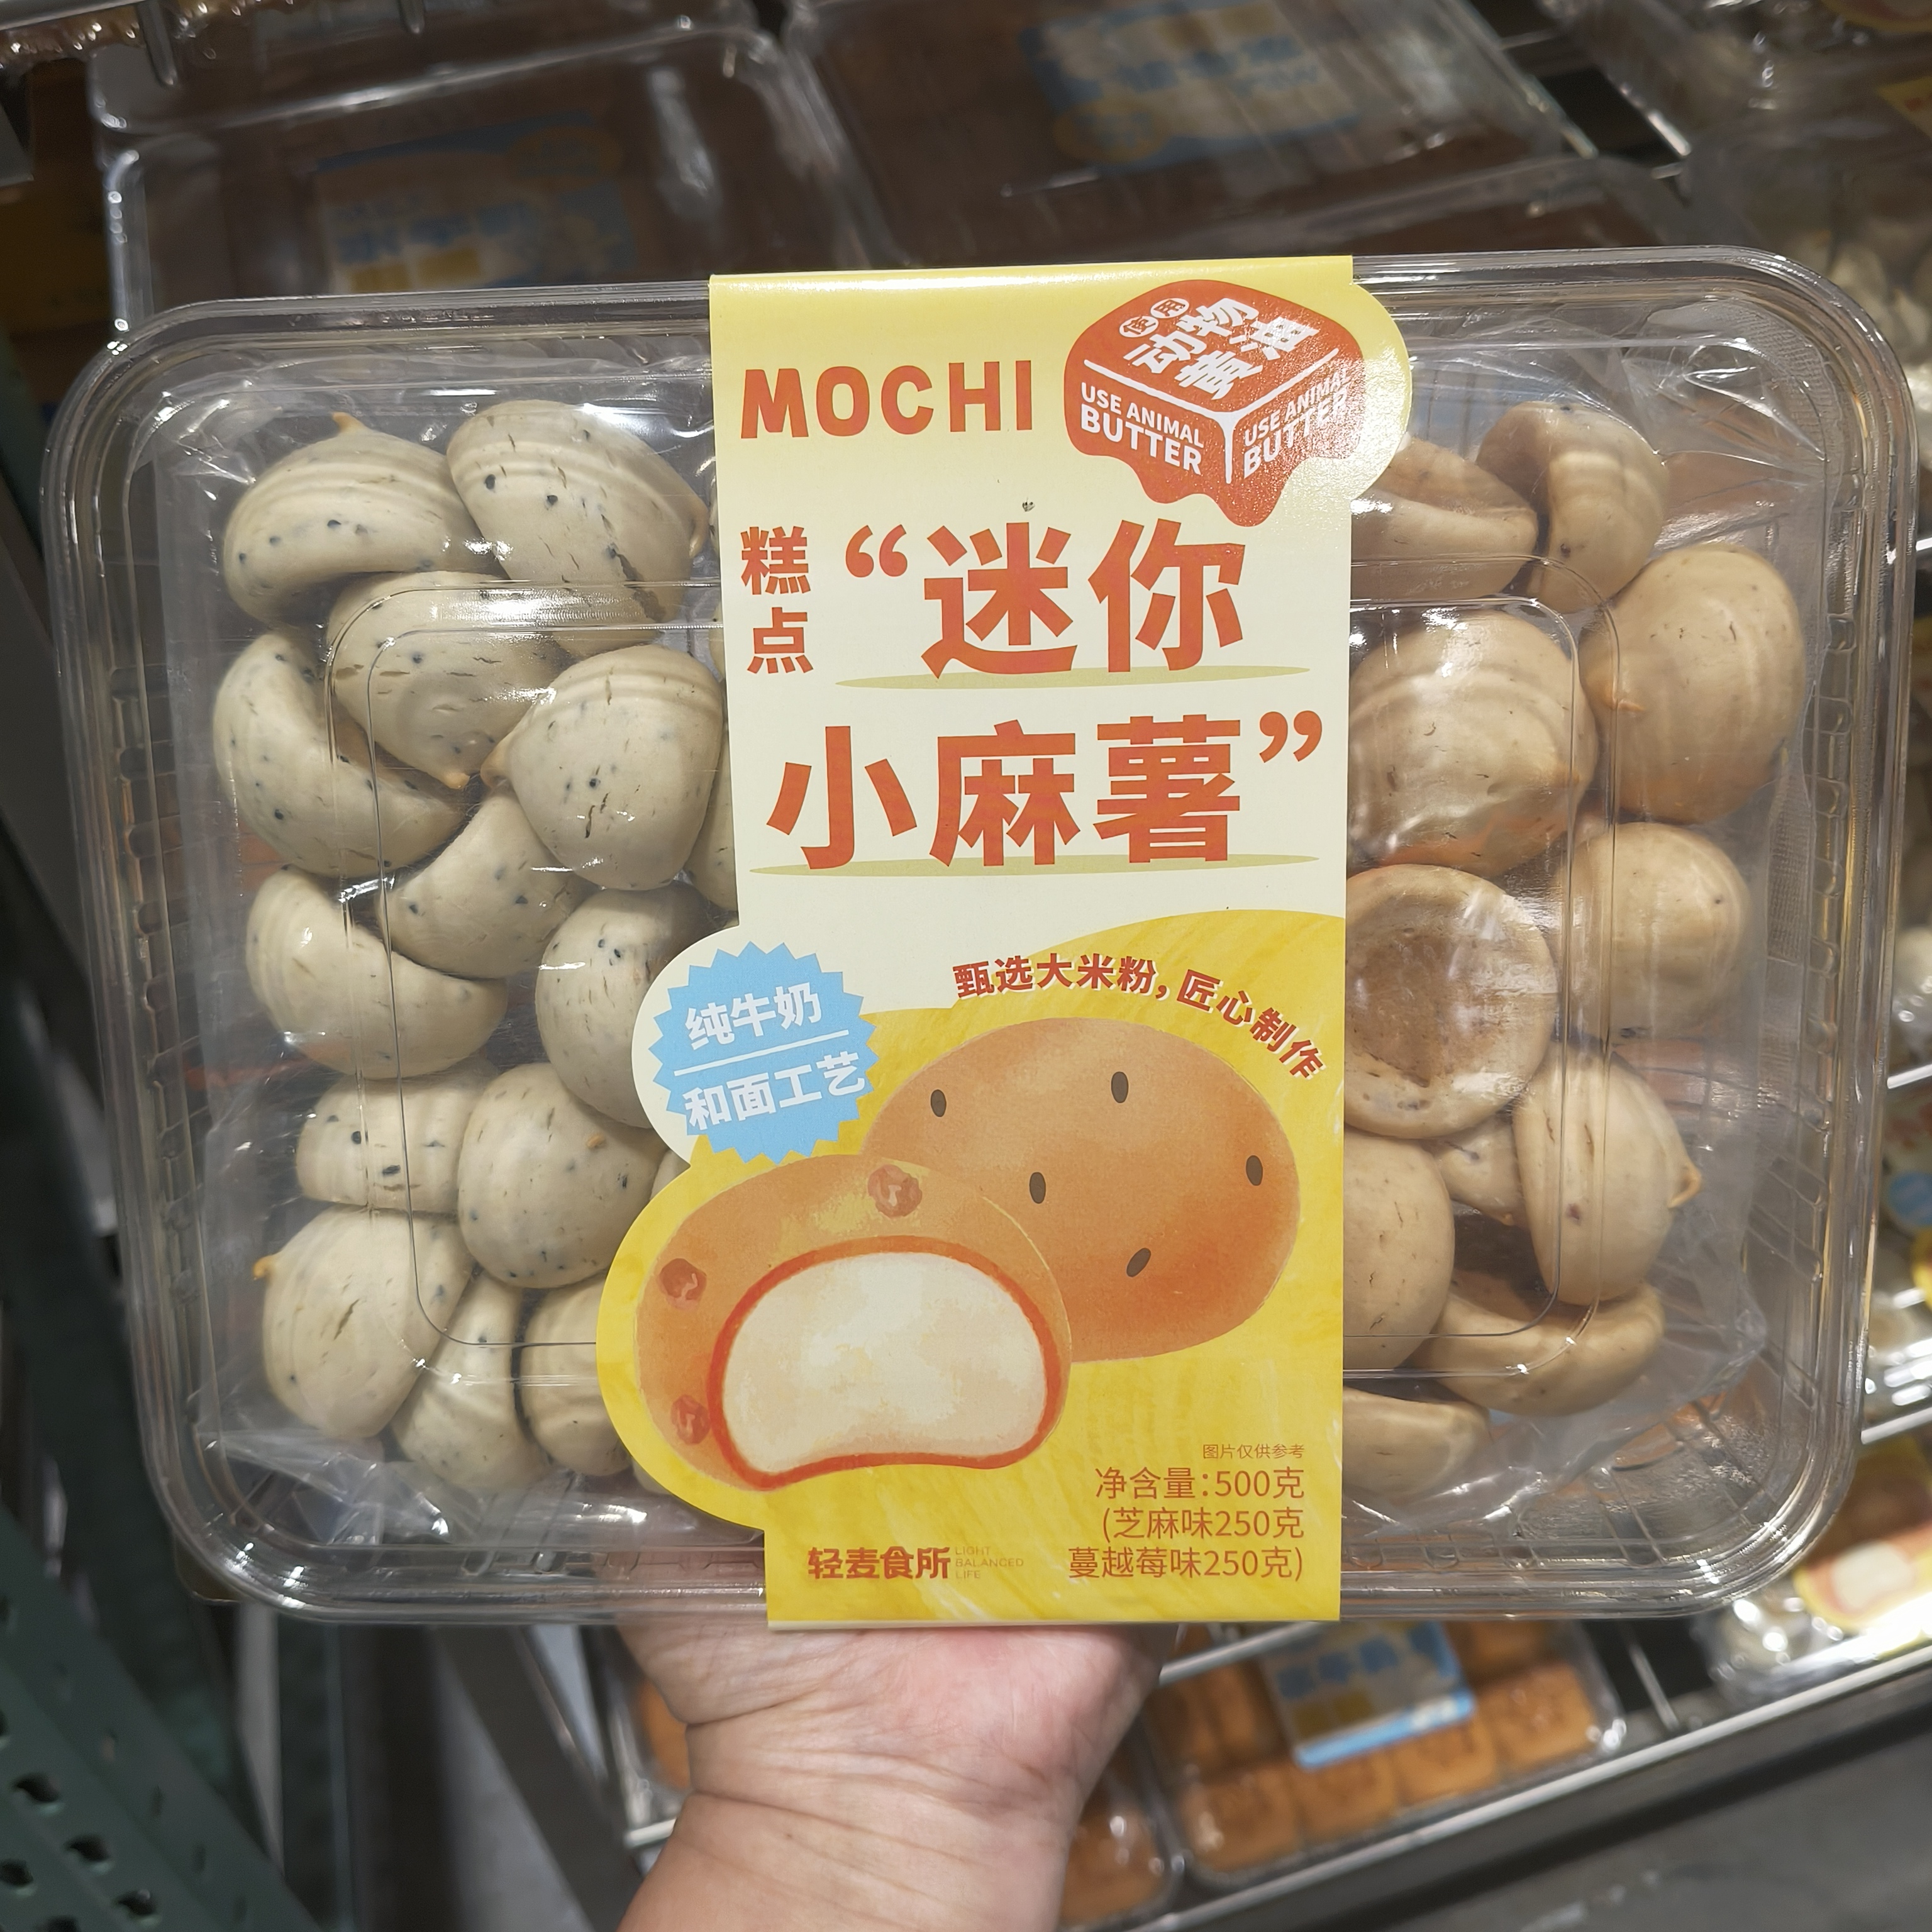 MOCHI
使用
动物
黄油
USE ANIMAL
BUTTER
USE ANIMAL
BUTTER
糕点
“迷你
小麻薯”
甄选大米粉，匠心制作
纯牛奶
和面工艺
图片仅供参考
净含量：500克
(芝麻味250克
蔓越莓味250克)
轻麦食所
LIGHT
BALANCED
LIFE